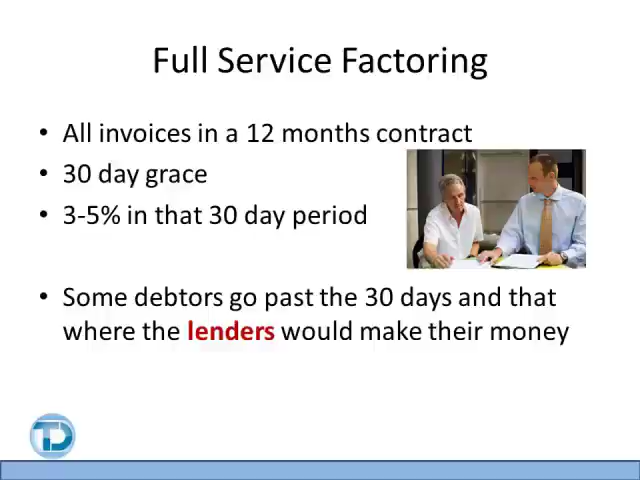 Full Service Factoring
• All invoices in a 12 months contract
• 30 day grace
• 3-5% in that 30 day period
• Some debtors go past the 30 days and that
where the lenders would make their money
TD